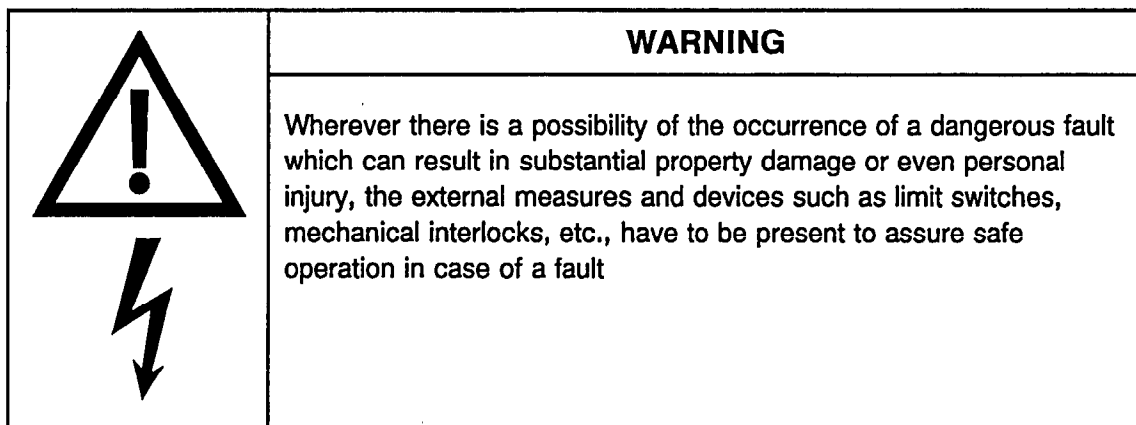 WARNING
Wherever there is a possibility of the occurrence of a dangerous fault
which can result in substantial property damage or even personal
injury, the external measures and devices such as limit switches,
mechanical interlocks, etc., have to be present to assure safe
operation in case of a fault